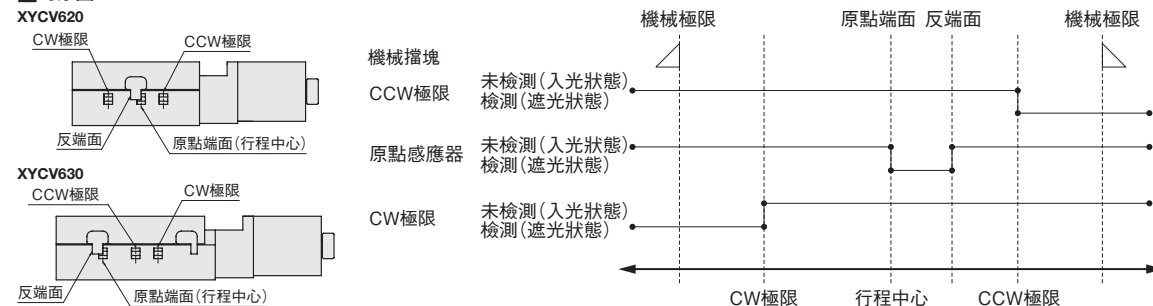 XYCV620
CW極限
CCW極限
反端面
原點端面(行程中心)
XYCV630
CCW極限
CW極限
反端面
原點端面(行程中心)
機械極限
原點端面 反端面
機械極限
機械擋塊
CCW極限
未檢測(入光狀態)
檢測(遮光狀態)
原點感應器
未檢測(入光狀態)
檢測(遮光狀態)
CW極限
未檢測(入光狀態)
檢測(遮光狀態)
CW極限
行程中心
CCW極限